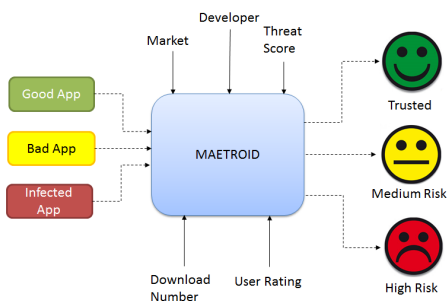 Developer
Market
Threat
Score
Good App
Trusted
Bad App
MAETROID
Medium Risk
Infected
App
Download
Number
User Rating
High Risk